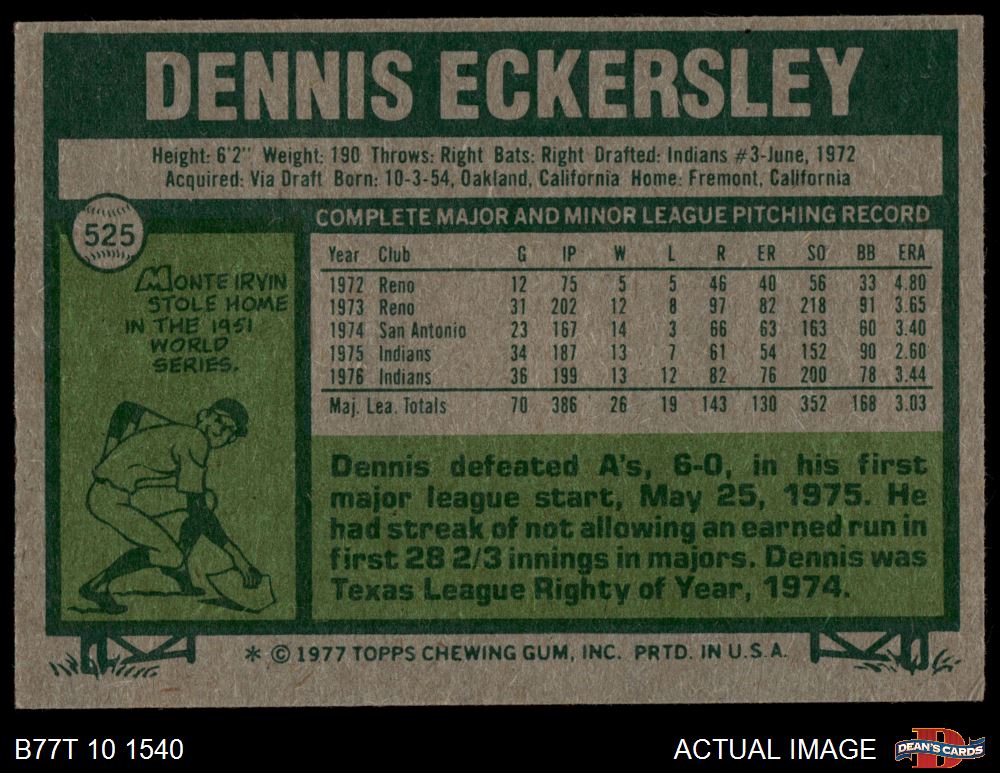 DENNIS ECKERSLEY
Height: 6'2" Weight: 190 Throws: Right Bats: Right Drafted: Indians #3-June, 1972
Acquired: Via Draft Born: 10-3-54, Oakland, California Home: Fremont, California
525
MONTE IRVIN
STOLE HOME
IN THE 1951
WORLD
SERIES.
COMPLETE MAJOR AND MINOR LEAGUE PITCHING RECORD
Year Club G IP W L R ER SO BB ERA
1972 Reno 12 75 5 5 46 40 56 33 4.80
1973 Reno 31 202 12 8 97 82 218 91 3.65
1974 San Antonio 23 167 14 3 66 63 163 60 3.40
1975 Indians 34 187 13 7 61 54 152 90 2.60
1976 Indians 36 199 13 12 82 76 200 78 3.44
Maj. Lea. Totals 70 386 26 19 143 130 352 168 3.03
Dennis defeated A's, 6-0, in his first
major league start, May 25, 1975. He
had streak of not allowing an earned run in
first 28 2/3 innings in majors. Dennis was
Texas League Righty of Year, 1974.
* © 1977 TOPPS CHEWING GUM, INC. PRTD. IN U.S.A.
B77T 10 1540
ACTUAL IMAGE
DEAN'S CARDS